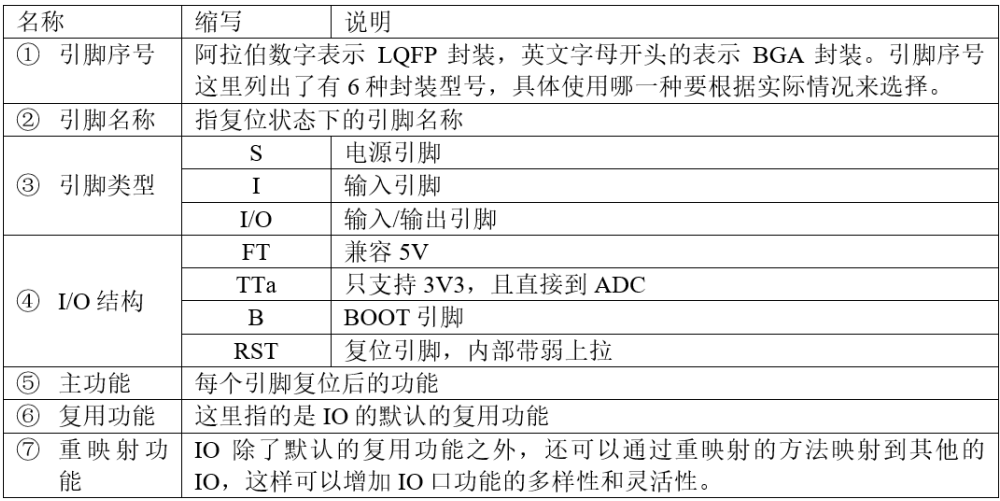 名称 缩写 说明
① 引脚序号 阿拉伯数字表示 LQFP 封装，英文字母开头的表示 BGA 封装。引脚序号
这里列出了有 6 种封装型号，具体使用哪一种要根据实际情况来选择。
② 引脚名称 指复位状态下的引脚名称
③ 引脚类型
S 电源引脚
I 输入引脚
I/O 输入/输出引脚
④ I/O 结构
FT 兼容 5V
TTa 只支持 3V3，且直接到 ADC
B BOOT 引脚
RST 复位引脚，内部带弱上拉
⑤ 主功能 每个引脚复位后的功能
⑥ 复用功能 这里指的是 IO 的默认的复用功能
⑦ 重映射功
能
IO 除了默认的复用功能之外，还可以通过重映射的方法映射到其他的
IO，这样可以增加 IO 口功能的多样性和灵活性。